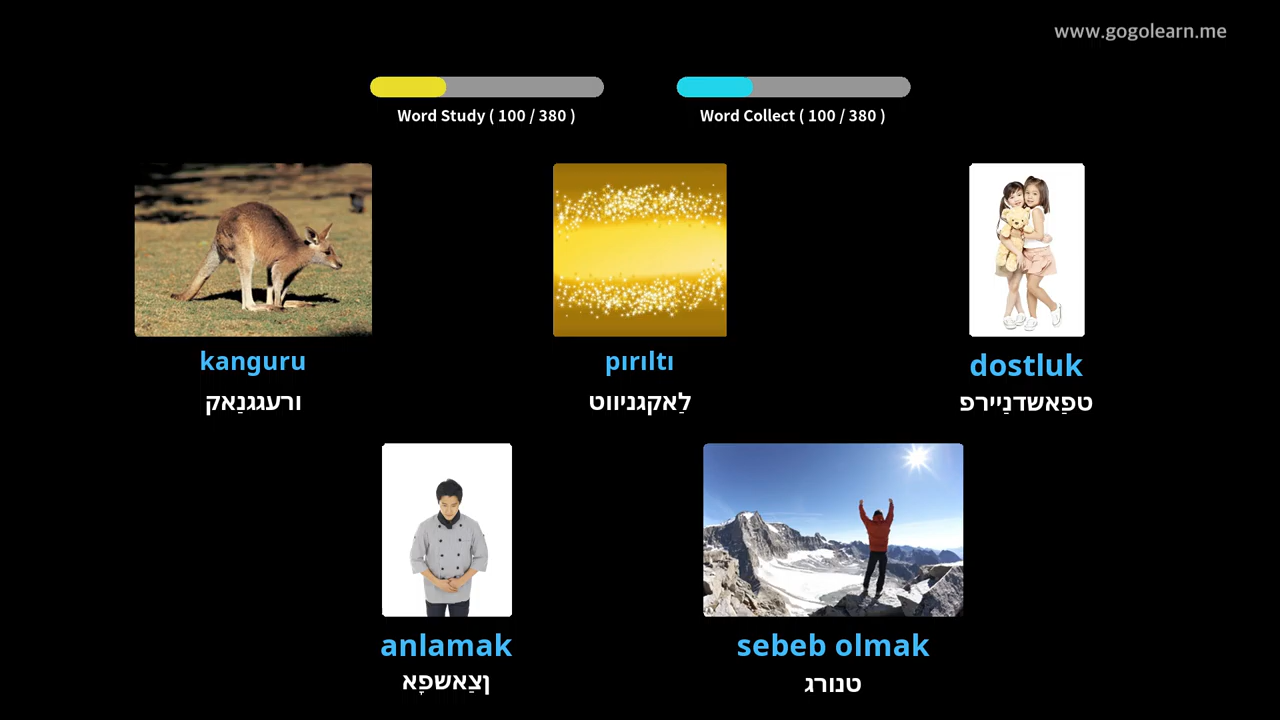 www.gogolearn.me
Word Study ( 100 / 380 )
Word Collect ( 100 / 380 )
kanguru
ורעגגנַאק
pırıltı
לַאקגניווט
dostluk
טפַאשדנַיירפ
anlamak
ןצַאשפָא
sebeb olmak
טנורג